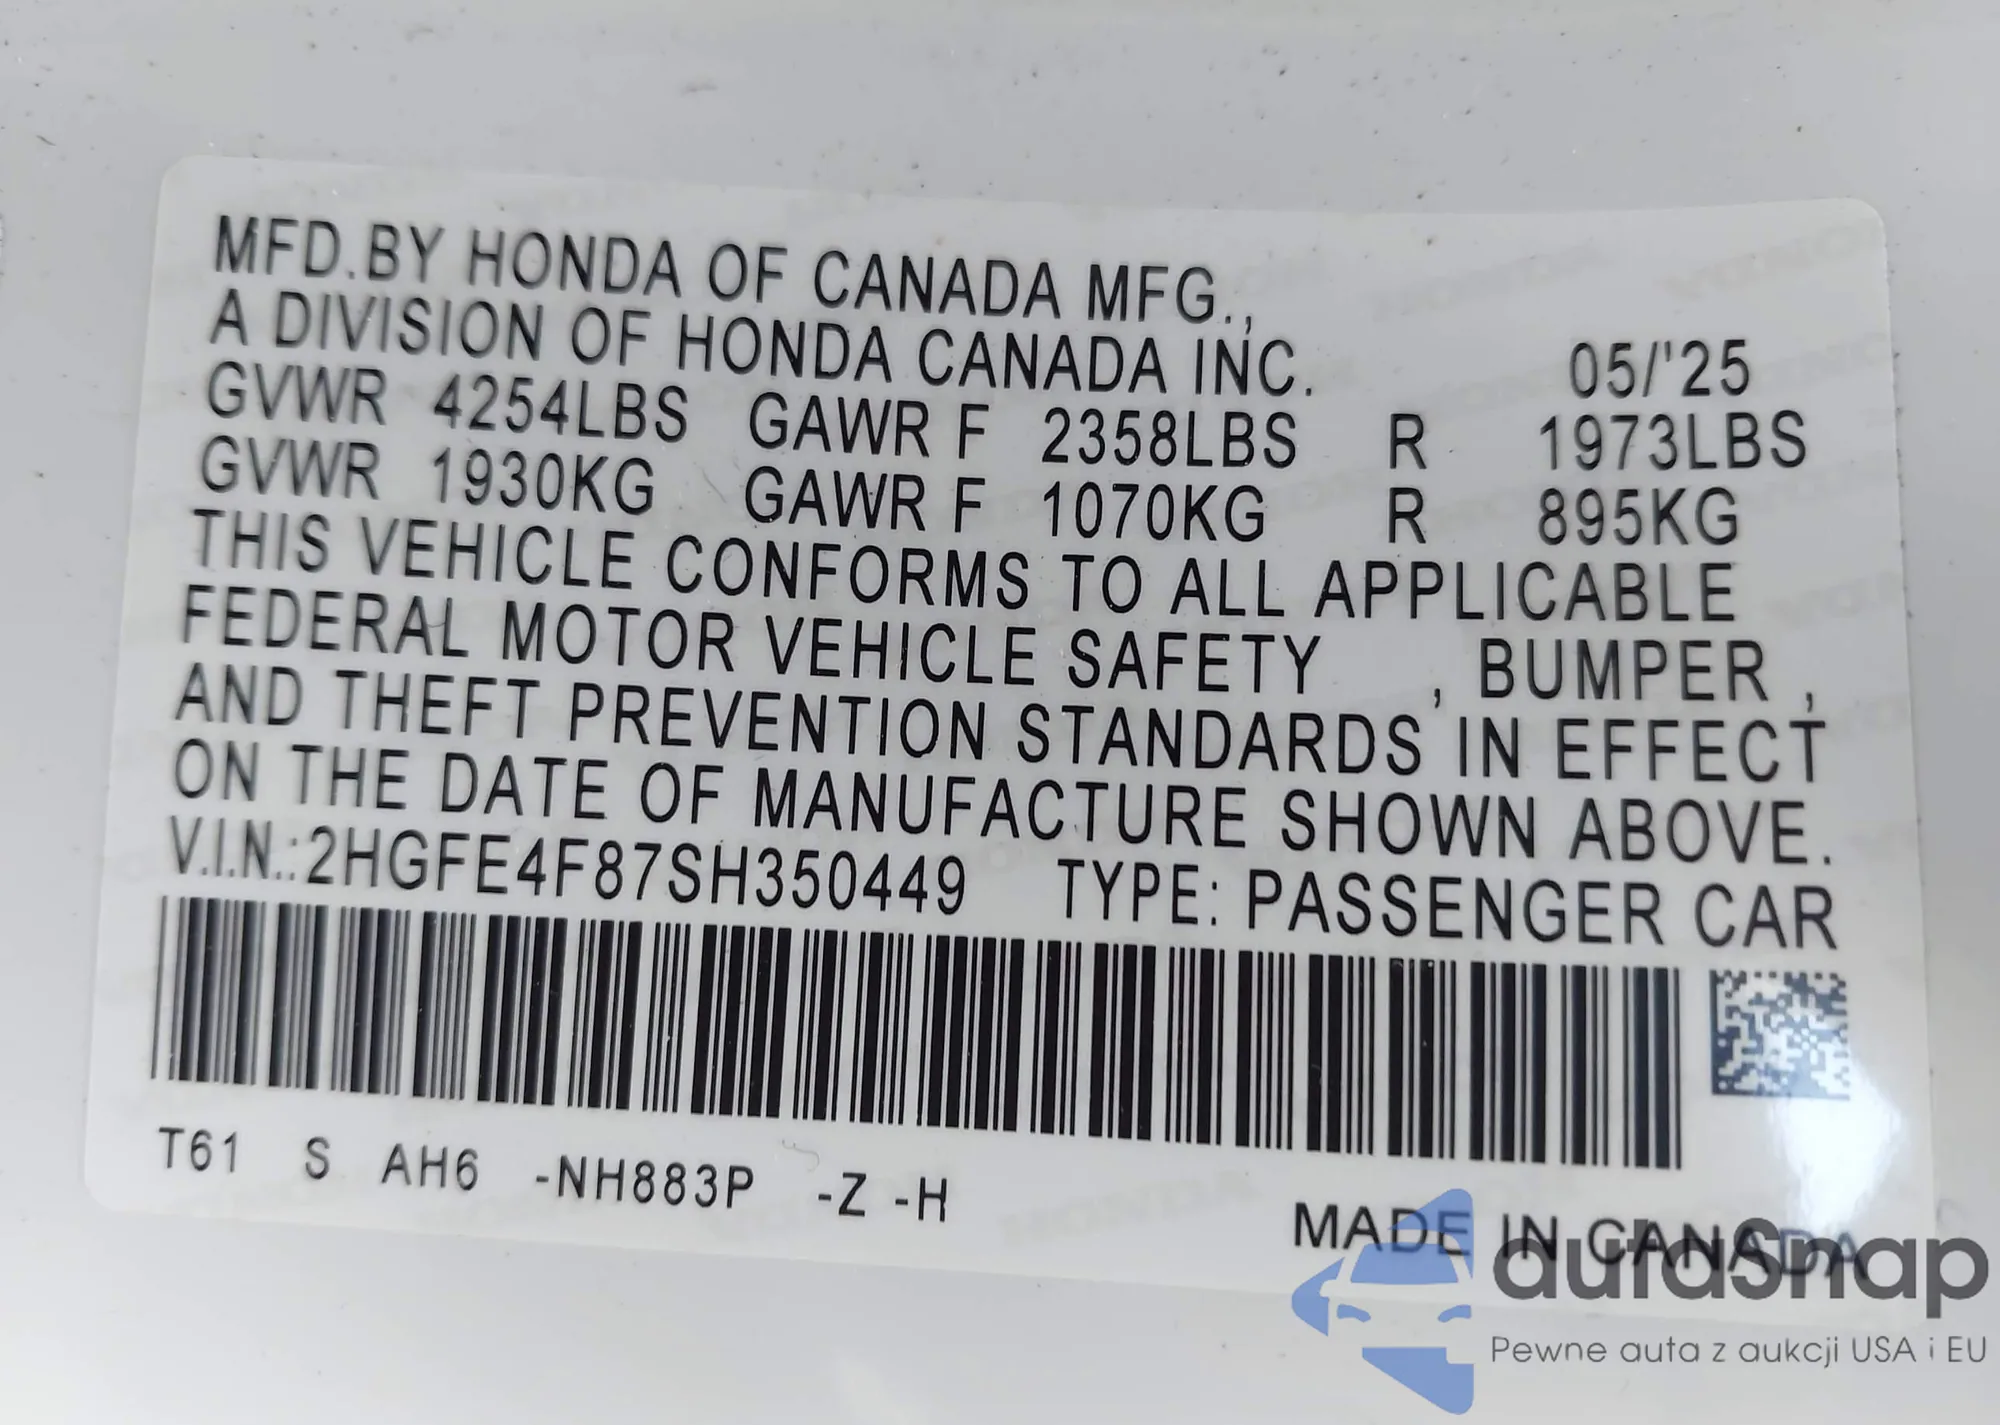 MFD.BY HONDA OF CANADA MFG.,
A DIVISION OF HONDA CANADA INC. 05/'25
GVWR 4254LBS GAWR F 2358LBS R 1973LBS
GVWR 1930KG GAWR F 1070KG R 895KG
THIS VEHICLE CONFORMS TO ALL APPLICABLE
FEDERAL MOTOR VEHICLE SAFETY , BUMPER ,
AND THEFT PREVENTION STANDARDS IN EFFECT
ON THE DATE OF MANUFACTURE SHOWN ABOVE.
V.I.N.:2HGFE4F87SH350449 TYPE: PASSENGER CAR
T61 S AH6 -NH883P -Z -H
MADE IN CANADA
autaSnap
Pewne auta z aukcji USA i EU